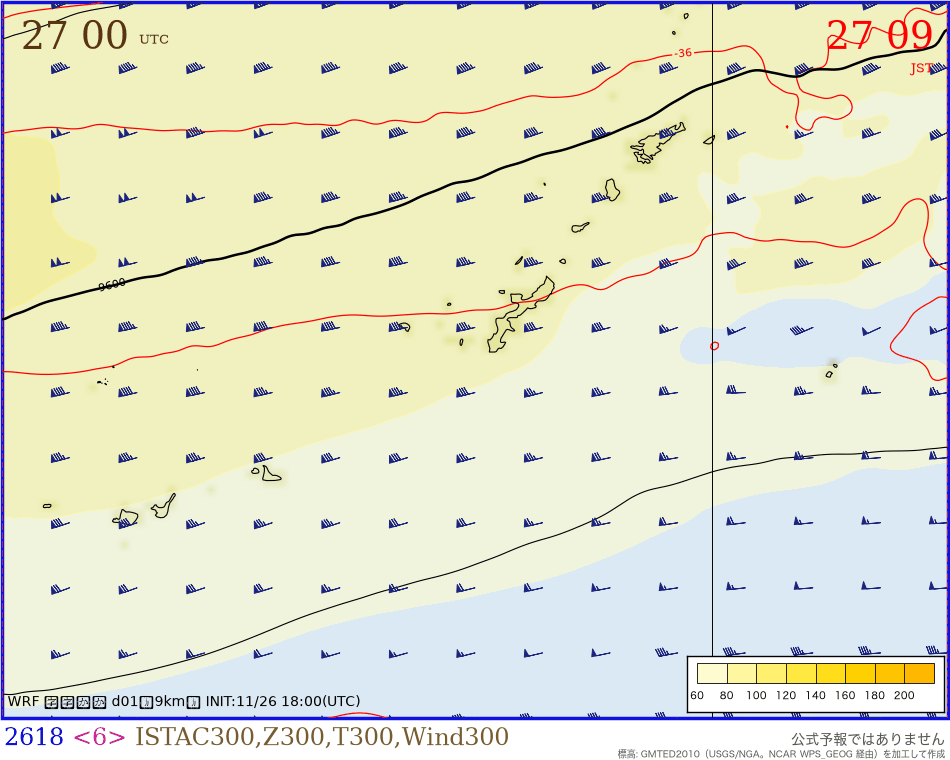 27 00 UTC
27 09
JST
-36
9600
WRF d01 9km INIT:11/26 18:00(UTC)
60 80 100 120 140 160 180 200
2618 <6> ISTAC300,Z300,T300,Wind300
公式予報ではありません
標高: GMTED2010（USGS/NGA。NCAR WPS_GEOG 経由）を加工して作成